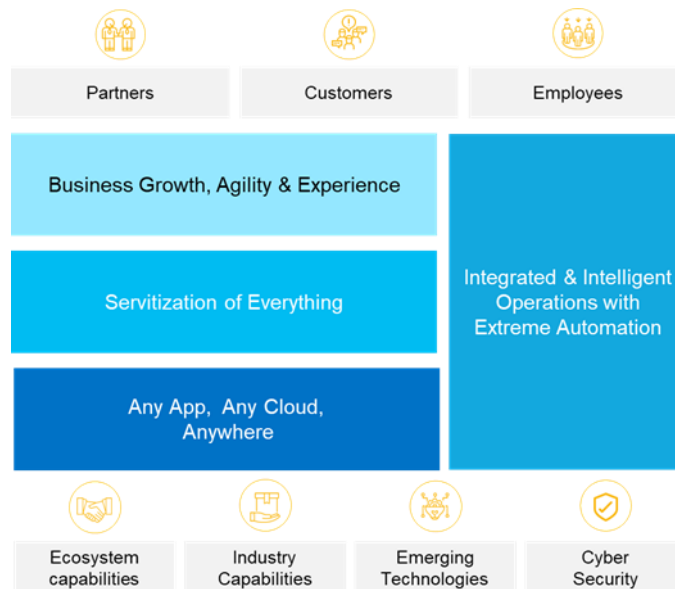 Partners
Customers
Employees
Business Growth, Agility & Experience
Servitization of Everything
Any App, Any Cloud,
Anywhere
Integrated & Intelligent
Operations with
Extreme Automation
Ecosystem
capabilities
Industry
Capabilities
Emerging
Technologies
Cyber
Security